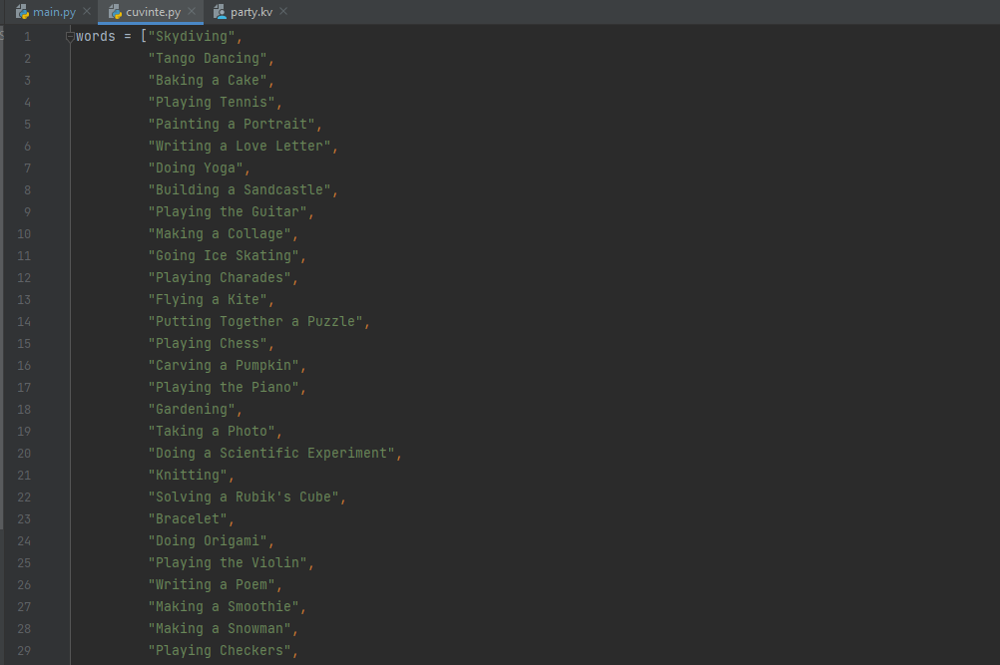 main.py cuvinte.py party.kv
1 words = ["Skydiving",
2 "Tango Dancing",
3 "Baking a Cake",
4 "Playing Tennis",
5 "Painting a Portrait",
6 "Writing a Love Letter",
7 "Doing Yoga",
8 "Building a Sandcastle",
9 "Playing the Guitar",
10 "Making a Collage",
11 "Going Ice Skating",
12 "Playing Charades",
13 "Flying a Kite",
14 "Putting Together a Puzzle",
15 "Playing Chess",
16 "Carving a Pumpkin",
17 "Playing the Piano",
18 "Gardening",
19 "Taking a Photo",
20 "Doing a Scientific Experiment",
21 "Knitting",
22 "Solving a Rubik's Cube",
23 "Bracelet",
24 "Doing Origami",
25 "Playing the Violin",
26 "Writing a Poem",
27 "Making a Smoothie",
28 "Making a Snowman",
29 "Playing Checkers",